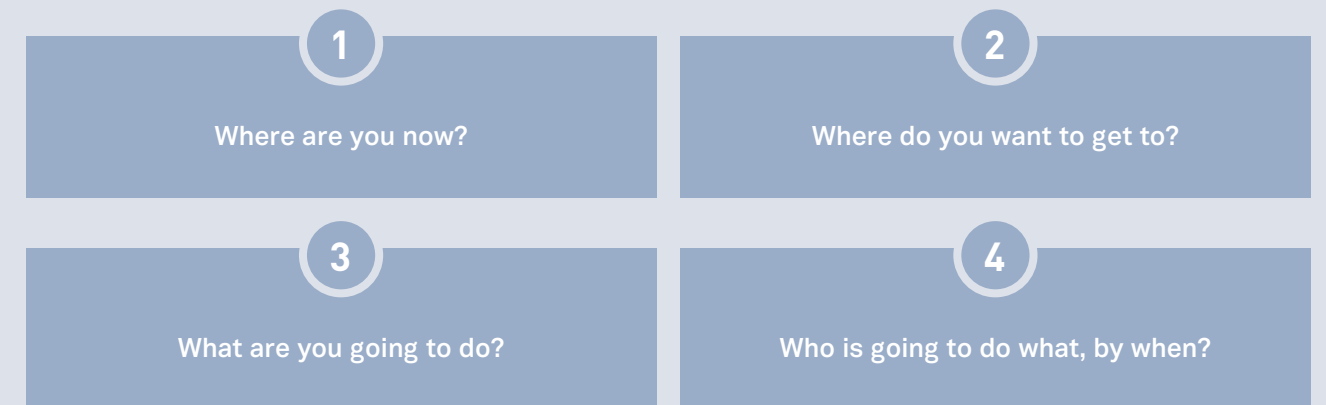 1
Where are you now?
2
Where do you want to get to?
3
What are you going to do?
4
Who is going to do what, by when?